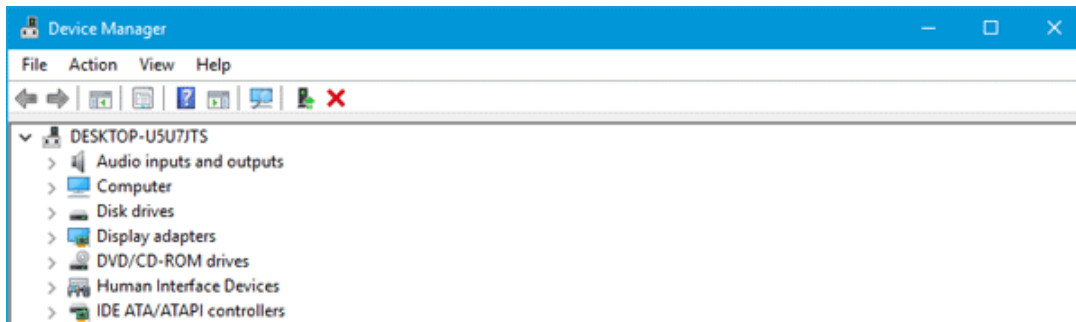 Device Manager
File Action View Help
DESKTOP-U5U7JTS
Audio inputs and outputs
Computer
Disk drives
Display adapters
DVD/CD-ROM drives
Human Interface Devices
IDE ATA/ATAPI controllers